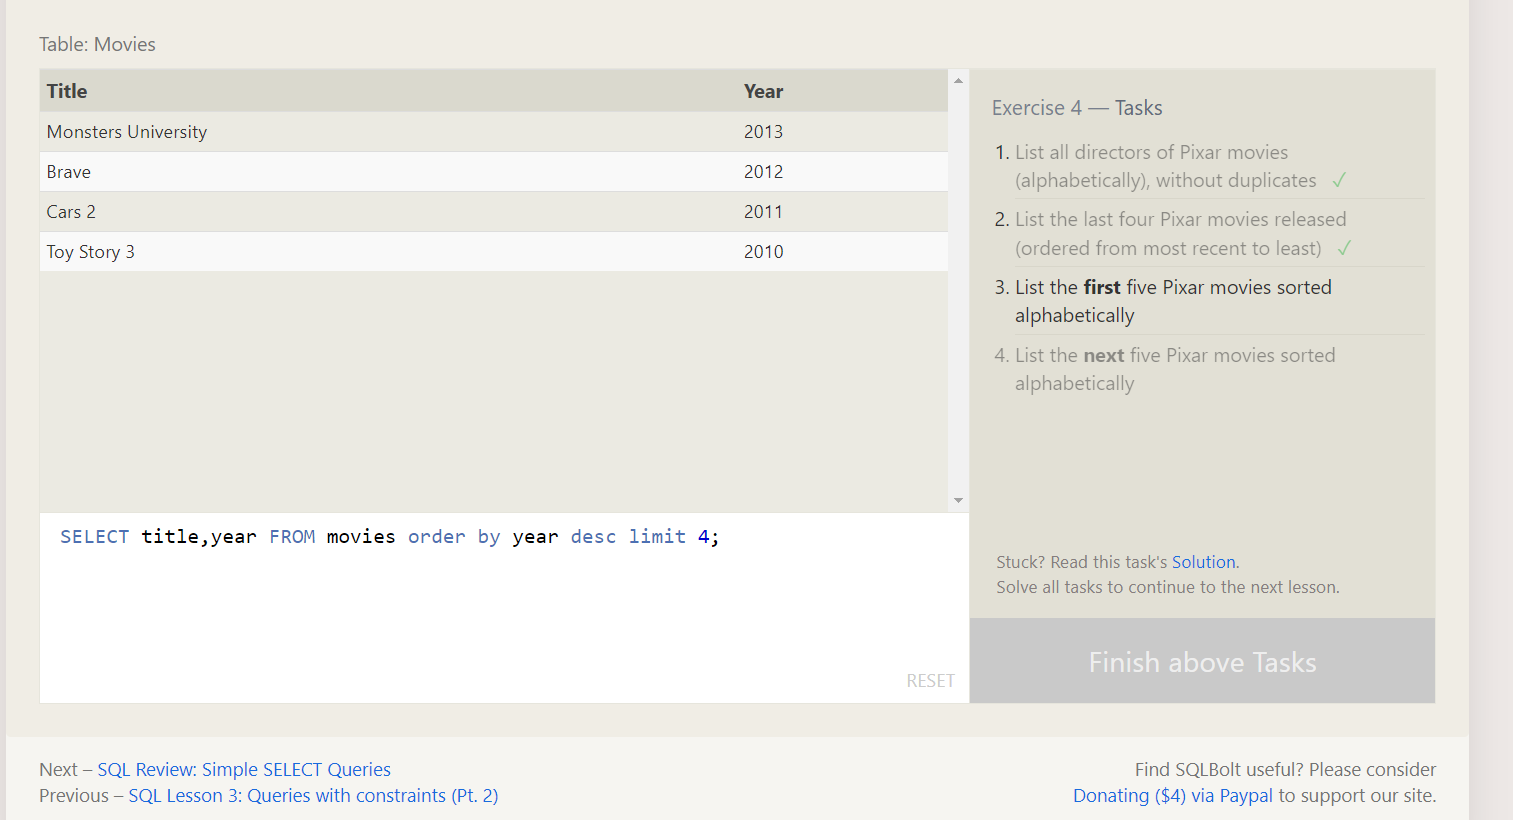 Table: Movies
Title Year
Monsters University 2013
Brave 2012
Cars 2 2011
Toy Story 3 2010
SELECT title,year FROM movies order by year desc limit 4;
RESET
Exercise 4 — Tasks
1. List all directors of Pixar movies
(alphabetically), without duplicates ✓
2. List the last four Pixar movies released
(ordered from most recent to least) ✓
3. List the first five Pixar movies sorted
alphabetically
4. List the next five Pixar movies sorted
alphabetically
Stuck? Read this task's Solution.
Solve all tasks to continue to the next lesson.
Finish above Tasks
Next – SQL Review: Simple SELECT Queries
Previous – SQL Lesson 3: Queries with constraints (Pt. 2)
Find SQLBolt useful? Please consider
Donating ($4) via Paypal to support our site.